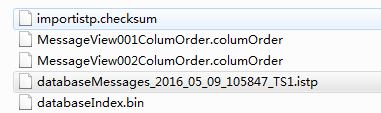 importistp.checksum
MessageView001ColumOrder.columOrder
MessageView002ColumOrder.columOrder
databaseMessages_2016_05_09_105847_TS1.istp
databaseIndex.bin